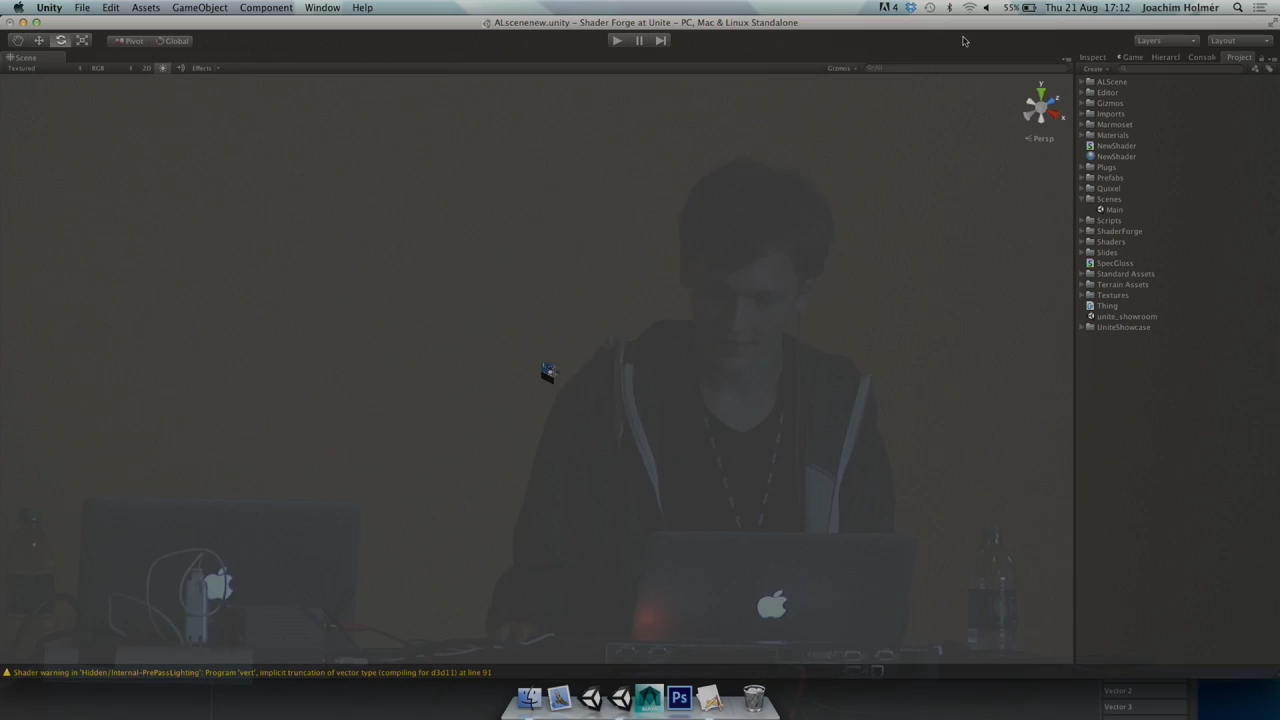 Unity File Edit Assets GameObject Component Window Help 4 55% Thu 21 Aug 17:12 Joachim Holmér
ALscenenew.unity - Shader Forge at Unite - PC, Mac & Linux Standalone
Pivot Global Layers Layout
Scene Inspect Game Hierarcl Consol Project
Textured RGB 2D Effects Gizmos All Create
ALScene
Editor
Gizmos
Imports
Marmoset
Materials
NewShader
NewShader
Plugs
Prefabs
Quixel
Scenes
Main
Scripts
ShaderForge
Shaders
Slides
SpecGloss
Standard Assets
Terrain Assets
Textures
Thing
unite_showroom
UniteShowcase
y
z
x
Persp
Shader warning in 'Hidden/Internal-PrePassLighting': Program 'vert', implicit truncation of vector type (compiling for d3d11) at line 91
Vector 2
Vector 3
Ps